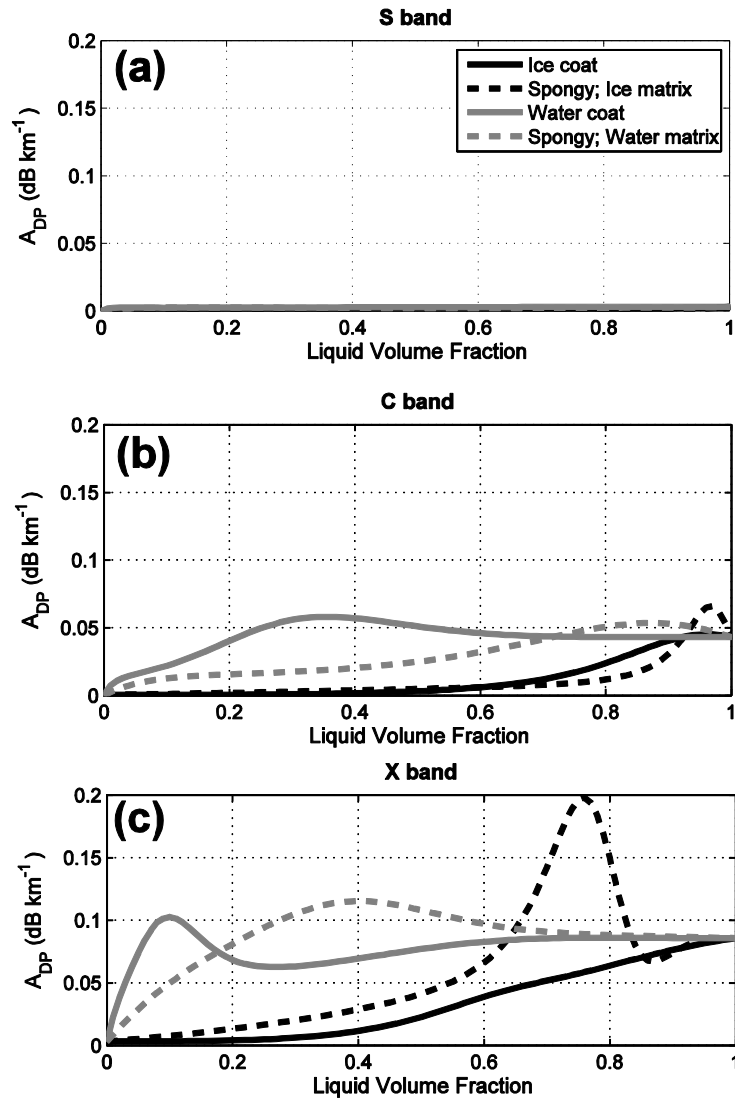 S band
(a)
Ice coat
Spongy; Ice matrix
Water coat
Spongy; Water matrix
0.2
0.15
0.1
0.05
0
A_DP (dB km^-1)
0 0.2 0.4 0.6 0.8 1
Liquid Volume Fraction
C band
(b)
0.2
0.15
0.1
0.05
0
A_DP (dB km^-1)
0 0.2 0.4 0.6 0.8 1
Liquid Volume Fraction
X band
(c)
0.2
0.15
0.1
0.05
0
A_DP (dB km^-1)
0 0.2 0.4 0.6 0.8 1
Liquid Volume Fraction